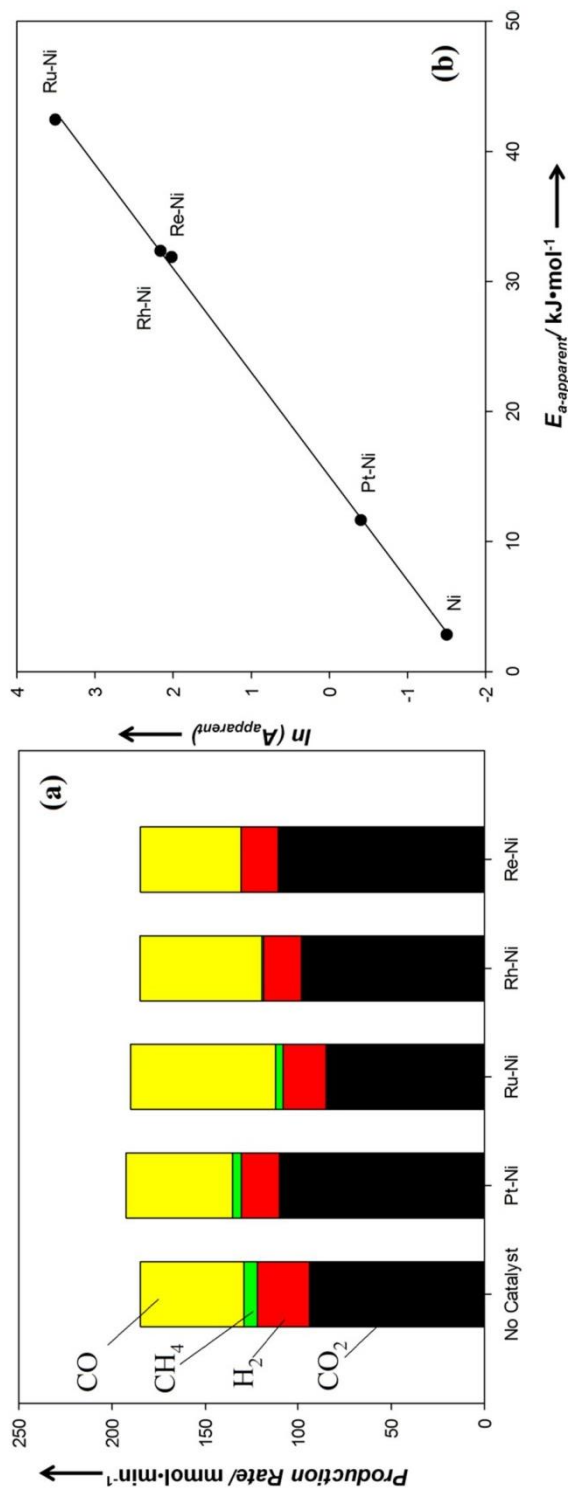 (a)
Production Rate/ mmol•min⁻¹
250
200
150
100
50
0
CO
CH₄
H₂
CO₂
No Catalyst
Pt-Ni
Ru-Ni
Rh-Ni
Re-Ni
(b)
ln (A apparent)
4
3
2
1
0
-1
-2
Ni
Pt-Ni
Rh-Ni
Re-Ni
Ru-Ni
0
10
20
30
40
50
E a-apparent/ kJ•mol⁻¹